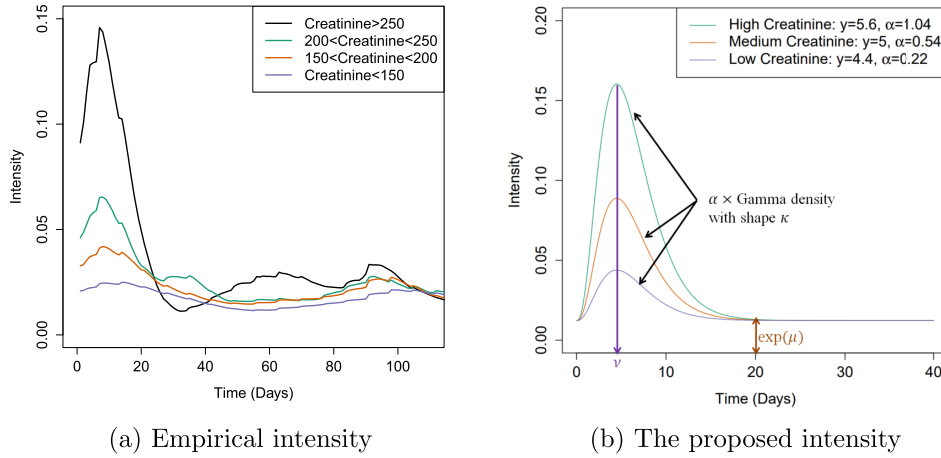 Creatinine>250
200<Creatinine<250
150<Creatinine<200
Creatinine<150
0.15
0.10
0.05
0.00
Intensity
0 20 40 60 80 100
Time (Days)
(a) Empirical intensity
High Creatinine: y=5.6, α=1.04
Medium Creatinine: y=5, α=0.54
Low Creatinine: y=4.4, α=0.22
0.20
0.15
0.10
0.05
0.00
Intensity
α × Gamma density
with shape κ
exp(μ)
ν
0 10 20 30 40
Time (Days)
(b) The proposed intensity